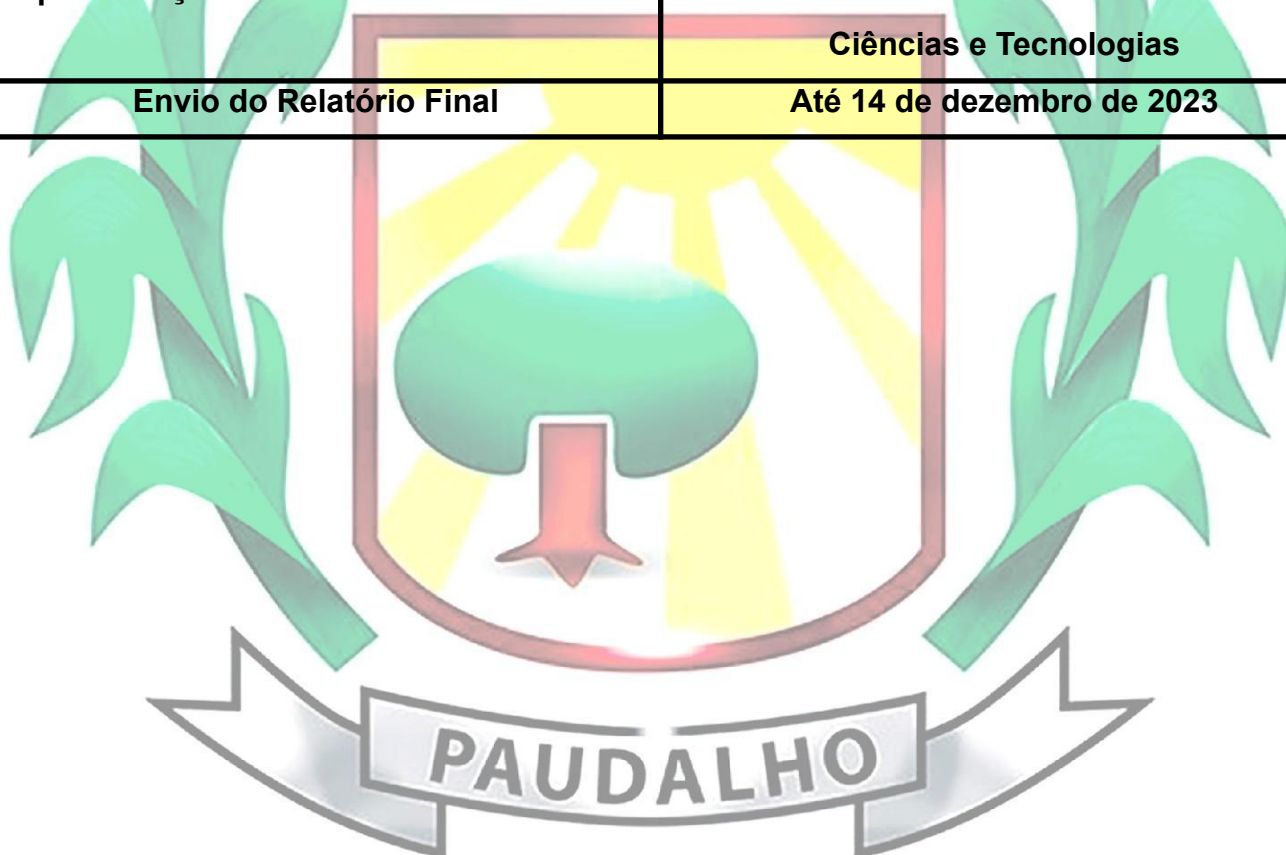 Ciências e Tecnologias
Envio do Relatório Final Até 14 de dezembro de 2023
PAUDALHO